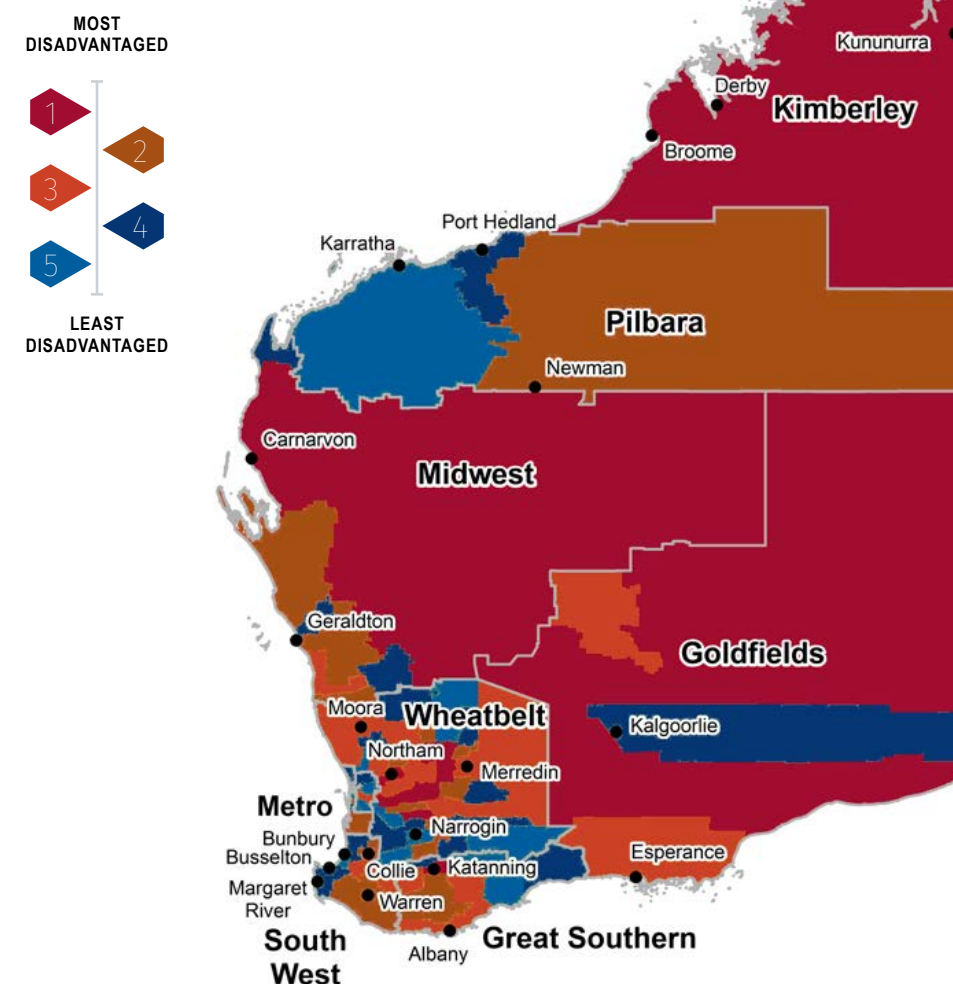 MOST
DISADVANTAGED
1
2
3
4
5
LEAST
DISADVANTAGED
Kununurra
Derby
Kimberley
Broome
Port Hedland
Karratha
Pilbara
Newman
Carnarvon
Midwest
Geraldton
Goldfields
Moora
Wheatbelt
Kalgoorlie
Northam
Merredin
Metro
Narrogin
Bunbury
Busselton
Collie
Katanning
Esperance
Margaret
River
Warren
South
West
Great Southern
Albany